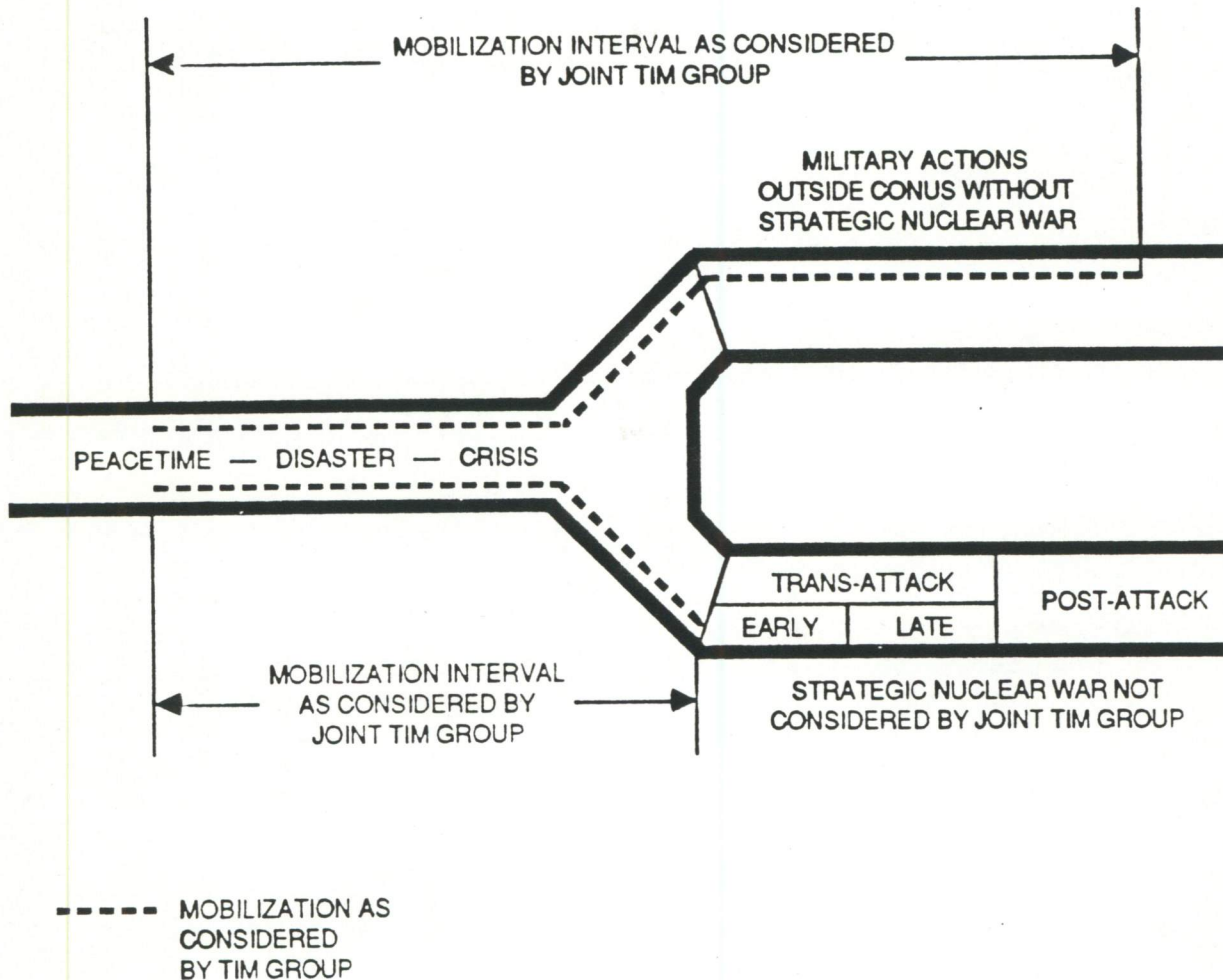 MOBILIZATION INTERVAL AS CONSIDERED
BY JOINT TIM GROUP
MILITARY ACTIONS
OUTSIDE CONUS WITHOUT
STRATEGIC NUCLEAR WAR
PEACETIME — DISASTER — CRISIS
TRANS-ATTACK
EARLY
LATE
POST-ATTACK
MOBILIZATION INTERVAL
AS CONSIDERED BY
JOINT TIM GROUP
STRATEGIC NUCLEAR WAR NOT
CONSIDERED BY JOINT TIM GROUP
MOBILIZATION AS
CONSIDERED
BY TIM GROUP